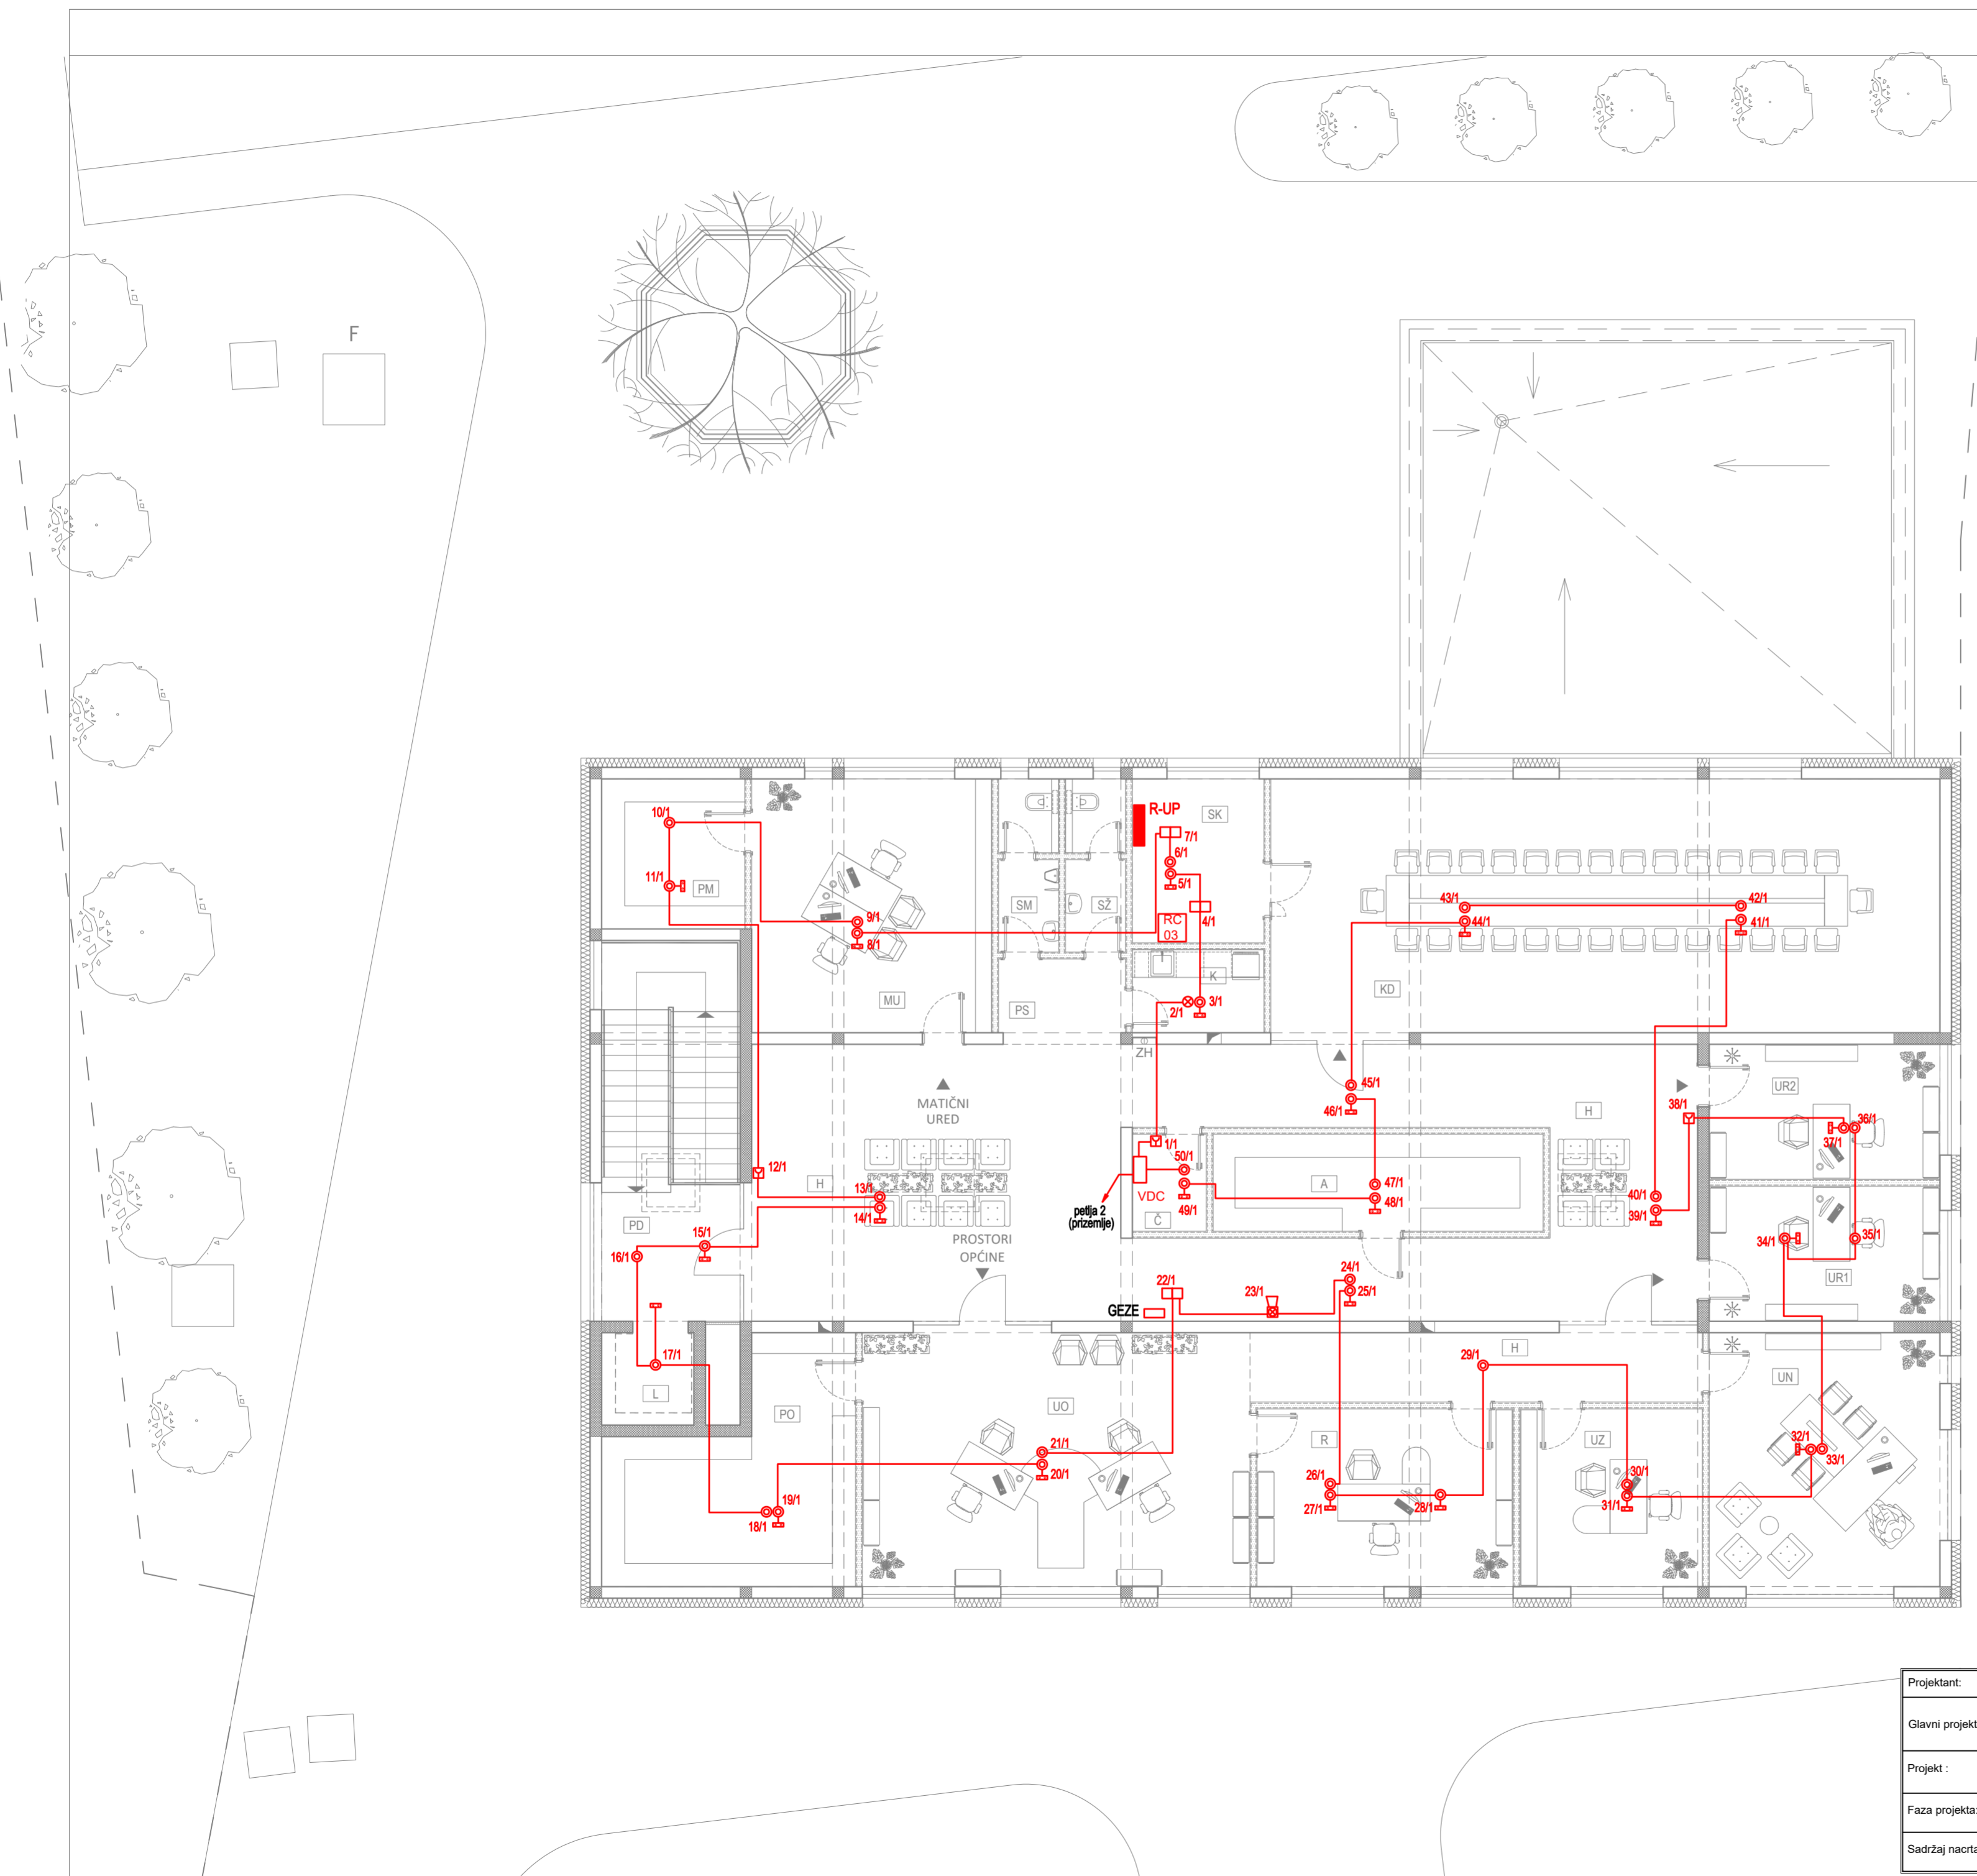 F
10/1
R-UP
SK
7/1
6/1
5/1
11/1
PM
SM
SŽ
4/1
9/1
8/1
RC
03
43/1
42/1
44/1
41/1
K
KD
MU
PS
3/1
2/1
ZH
UR2
45/1
MATIČNI
URED
46/1
H
38/1
36/1
37/1
1/1
50/1
12/1
H
13/1
14/1
VDC
49/1
A
47/1
48/1
40/1
39/1
petlja 2
(prizemlje)
Č
PD
15/1
16/1
PROSTORI
OPĆINE
34/1
35/1
UR1
22/1
23/1
24/1
25/1
GEZE
17/1
L
29/1
H
UN
PO
UO
R
UZ
21/1
20/1
32/1
33/1
19/1
18/1
26/1
27/1
28/1
30/1
31/1
Projektant:
Glavni projekt
Projekt :
Faza projekta:
Sadržaj nacrta